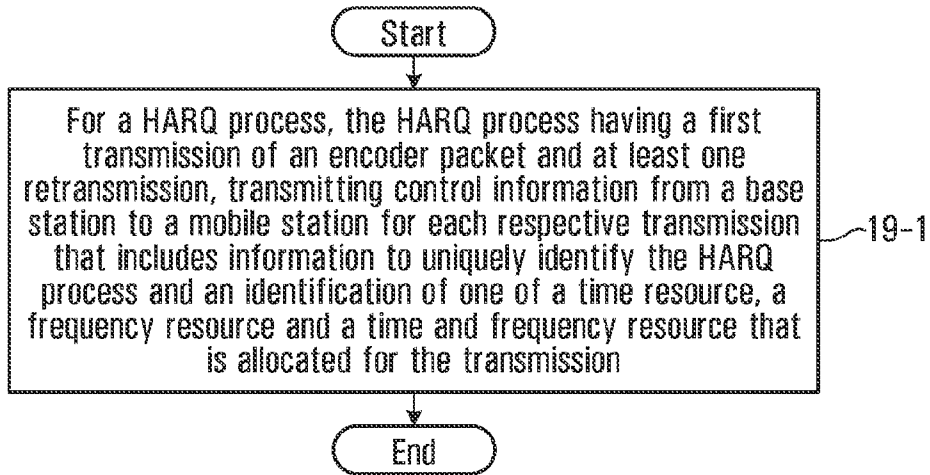 Start
For a HARQ process, the HARQ process having a first
transmission of an encoder packet and at least one
retransmission, transmitting control information from a base
station to a mobile station for each respective transmission
that includes information to uniquely identify the HARQ
process and an identification of one of a time resource, a
frequency resource and a time and frequency resource that
is allocated for the transmission
19-1
End